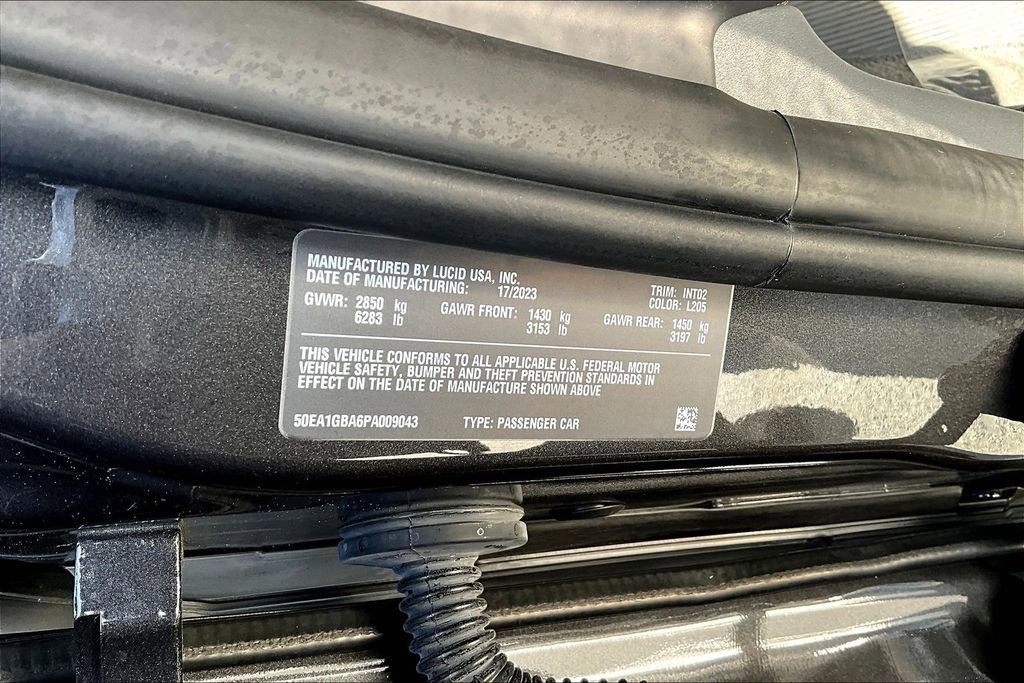 MANUFACTURED BY LUCID USA, INC.
DATE OF MANUFACTURING: 17/2023
TRIM: INT02
COLOR: L205
GVWR: 2850 kg
6283 lb
GAWR FRONT: 1430 kg
3153 lb
GAWR REAR: 1450 kg
3197 lb
THIS VEHICLE CONFORMS TO ALL APPLICABLE U.S. FEDERAL MOTOR
VEHICLE SAFETY, BUMPER AND THEFT PREVENTION STANDARDS IN
EFFECT ON THE DATE OF MANUFACTURE SHOWN ABOVE
50EA1GBA6PA009043 TYPE: PASSENGER CAR